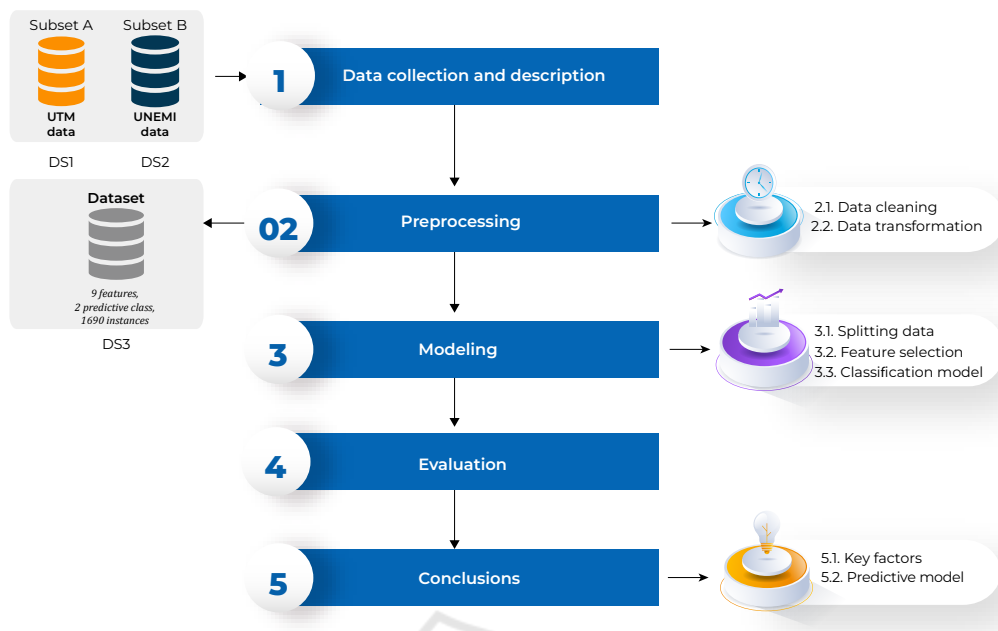 Subset A
Subset B
UTM
data
UNEMI
data
DS1
DS2
1
Data collection and description
Dataset
9 features,
2 predictive class,
1690 instances
DS3
02
Preprocessing
2.1. Data cleaning
2.2. Data transformation
3
Modeling
3.1. Splitting data
3.2. Feature selection
3.3. Classification model
4
Evaluation
5
Conclusions
5.1. Key factors
5.2. Predictive model